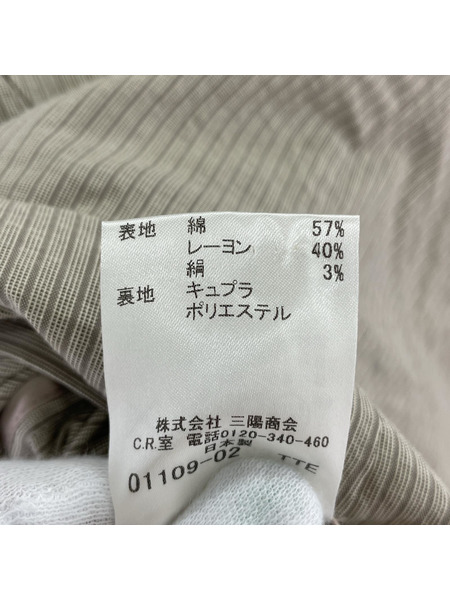 表地 綿 57%
レーヨン 40%
絹 3%
裏地 キュプラ
ポリエステル
株式会社 三陽商会
C.R.室 電話0120-340-460
日本製
01109-02 TTE